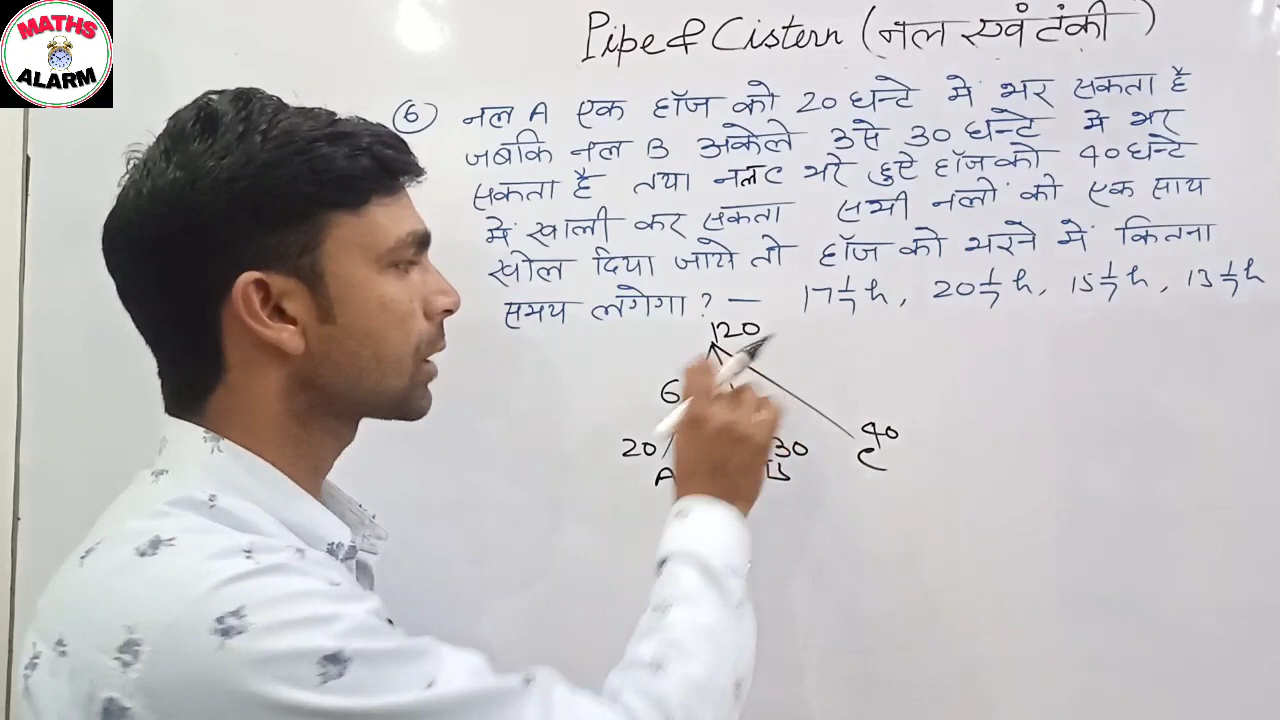 MATHS
ALARM
Pipe & Cistern (नल एवं टंकी)
6 नल A एक हॉज को 20 घन्टे में भर सकता है
जबकि नल B अकेले उसे 30 घन्टे मे भर
सकता है तथा नल C भरे हुऐ हॉज को 40 घन्टे
में खाली कर सकता सभी नलों को एक साथ
खोल दिया जाये तो हॉज को भरने में कितना
समय लगेगा ? — 17 1/7 h, 20 1/7 h, 15 1/7 h, 13 1/7 h
120
6
20 30 40
A B C